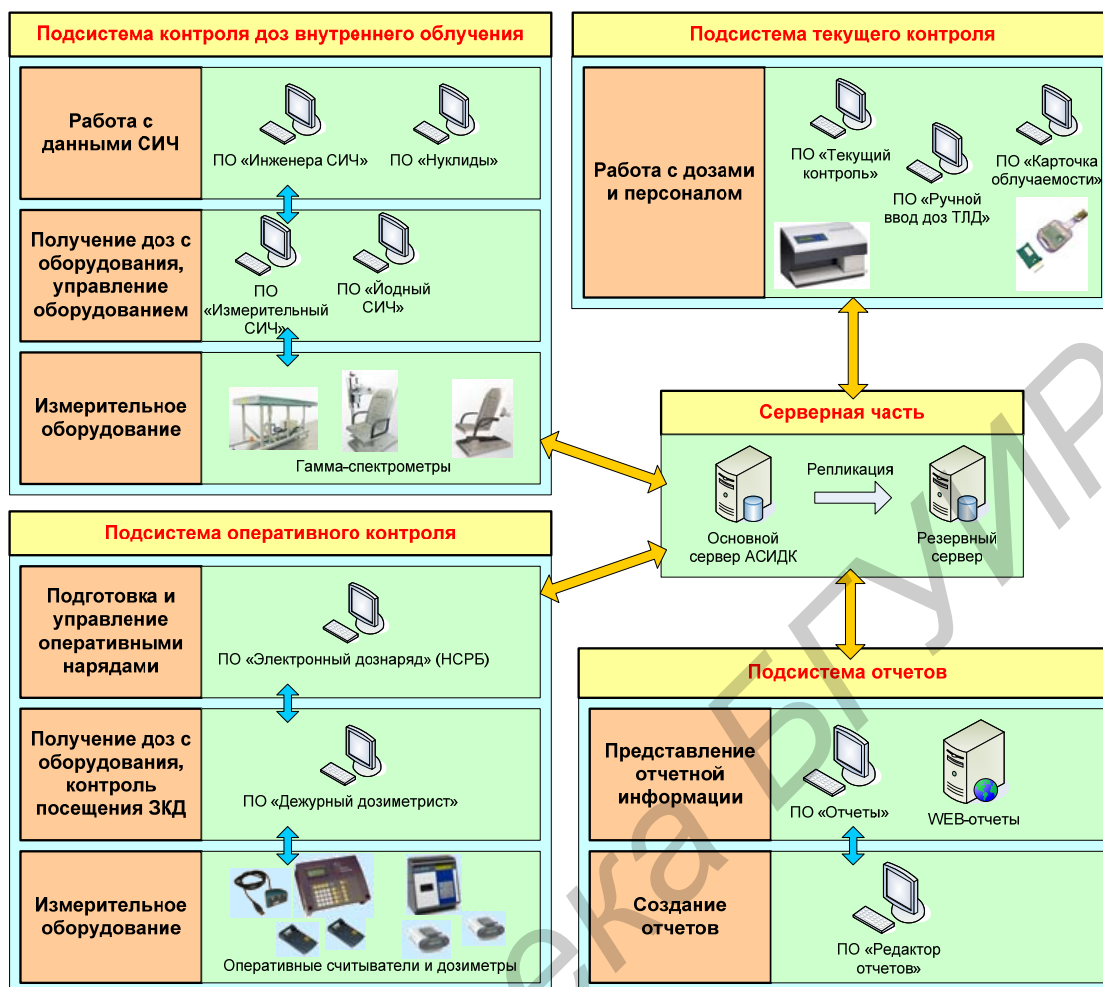 Подсистема контроля доз внутреннего облучения
Работа с
данными СИЧ
ПО «Инженера СИЧ»
ПО «Нуклиды»
Получение доз с
оборудования,
управление
оборудованием
ПО
«Измерительный
СИЧ»
ПО «Йодный
СИЧ»
Измерительное
оборудование
Гамма-спектрометры
Подсистема текущего контроля
Работа с дозами
и персоналом
ПО «Текущий
контроль»
ПО «Ручной
ввод доз ТЛД»
ПО «Карточка
облучаемости»
Серверная часть
Основной
сервер АСИДК
Репликация
Резервный
сервер
Подсистема оперативного контроля
Подготовка и
управление
оперативными
нарядами
ПО «Электронный дознаряд» (НСРБ)
Получение доз с
оборудования,
контроль
посещения ЗКД
ПО «Дежурный дозиметрист»
Измерительное
оборудование
Оперативные считыватели и дозиметры
Подсистема отчетов
Представление
отчетной
информации
ПО «Отчеты»
WEB-отчеты
Создание
отчетов
ПО «Редактор
отчетов»
ека БГУИР